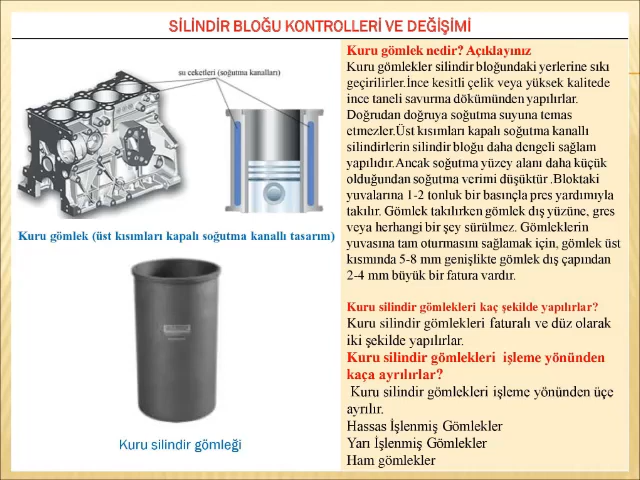 SİLİNDİR BLOĞU KONTROLLERİ VE DEĞİŞİMİ
su ceketleri (soğutma kanalları)
Kuru gömlek (üst kısımları kapalı soğutma kanallı tasarım)
Kuru silindir gömleği
Kuru gömlek nedir? Açıklayınız
Kuru gömlekler silindir bloğundaki yerlerine sıkı
geçirilirler.İnce kesitli çelik veya yüksek kalitede
ince taneli savurma dökümünden yapılırlar.
Doğrudan doğruya soğutma suyuna temas
etmezler.Üst kısımları kapalı soğutma kanallı
silindirlerin silindir bloğu daha dengeli sağlam
yapılıdır.Ancak soğutma yüzey alanı daha küçük
olduğundan soğutma verimi düşüktür .Bloktaki
yuvalarına 1-2 tonluk bir basınçla pres yardımıyla
takılır. Gömlek takılırken gömlek dış yüzüne, gres
veya herhangi bir şey sürülmez. Gömleklerin
yuvasına tam oturmasını sağlamak için, gömlek üst
kısmında 5-8 mm genişlikte gömlek dış çapından
2-4 mm büyük bir fatura vardır.
Kuru silindir gömlekleri kaç şekilde yapılırlar?
Kuru silindir gömlekleri faturalı ve düz olarak
iki şekilde yapılırlar.
Kuru silindir gömlekleri işleme yönünden
kaça ayrılırlar?
Kuru silindir gömlekleri işleme yönünden üçe
ayrılır.
Hassas İşlenmiş Gömlekler
Yarı İşlenmiş Gömlekler
Ham gömlekler